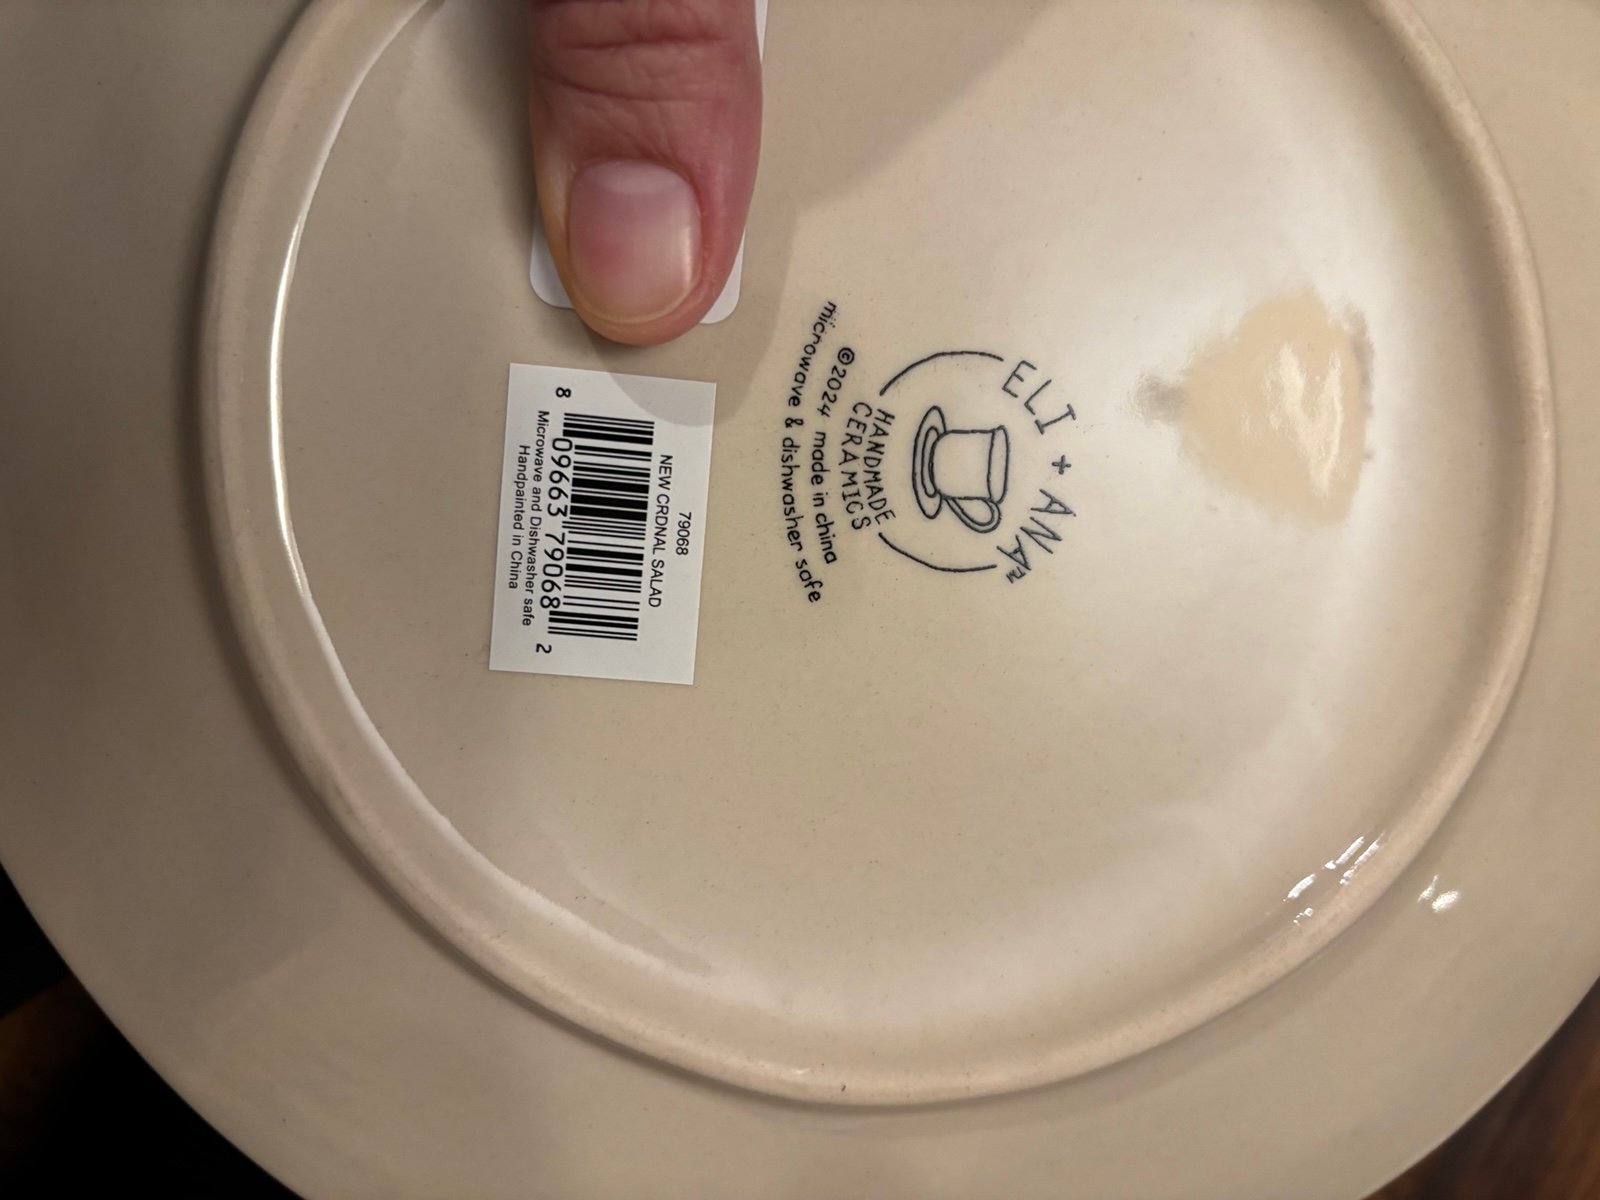 ELI + ANA™
HANDMADE
CERAMICS
©2024 made in china
microwave & dishwasher safe
79068
NEW CRDNAL SALAD
8 09663 79068 2
Microwave and Dishwasher safe
Handpainted in China